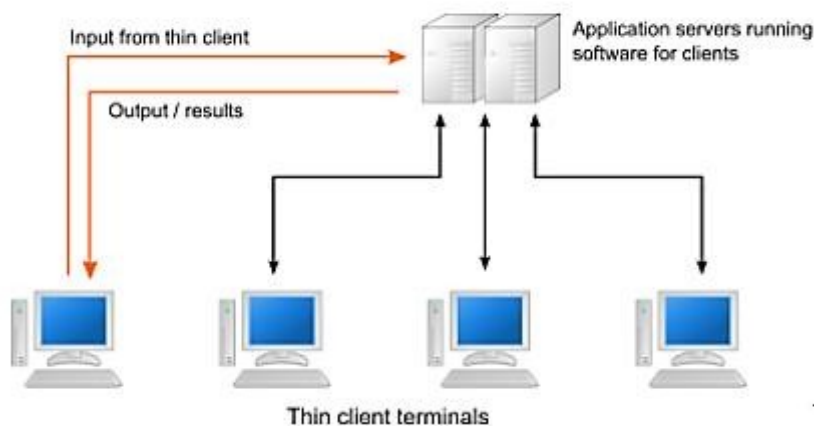 Input from thin client
Application servers running
software for clients
Output / results
Thin client terminals